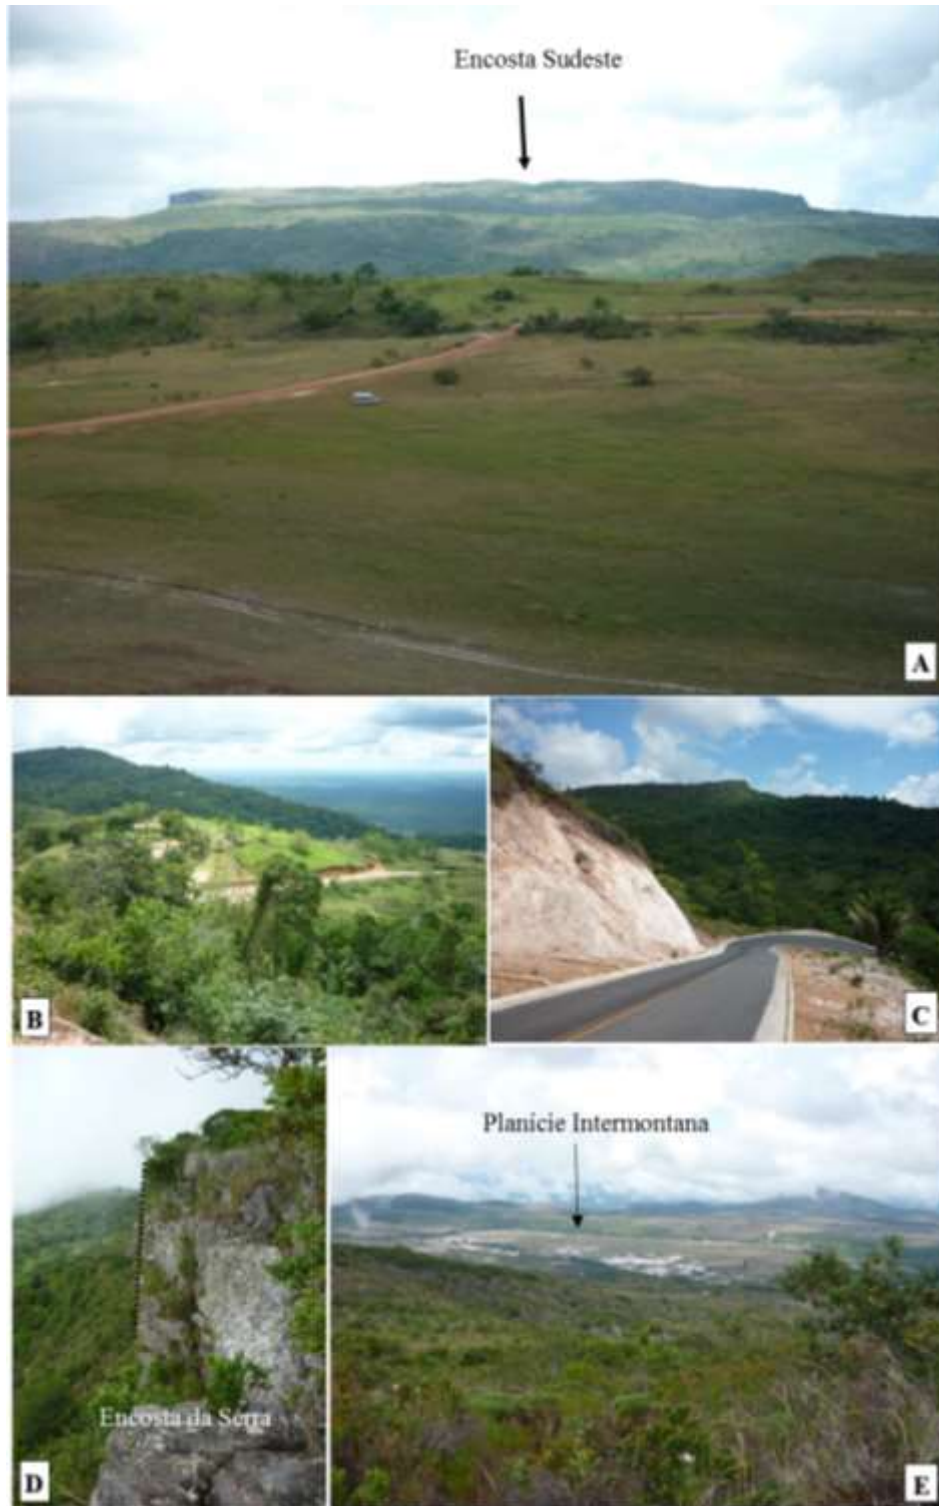 Encosta Sudeste
A
B
C
Planície Intermontana
Encosta da Serra
D
E